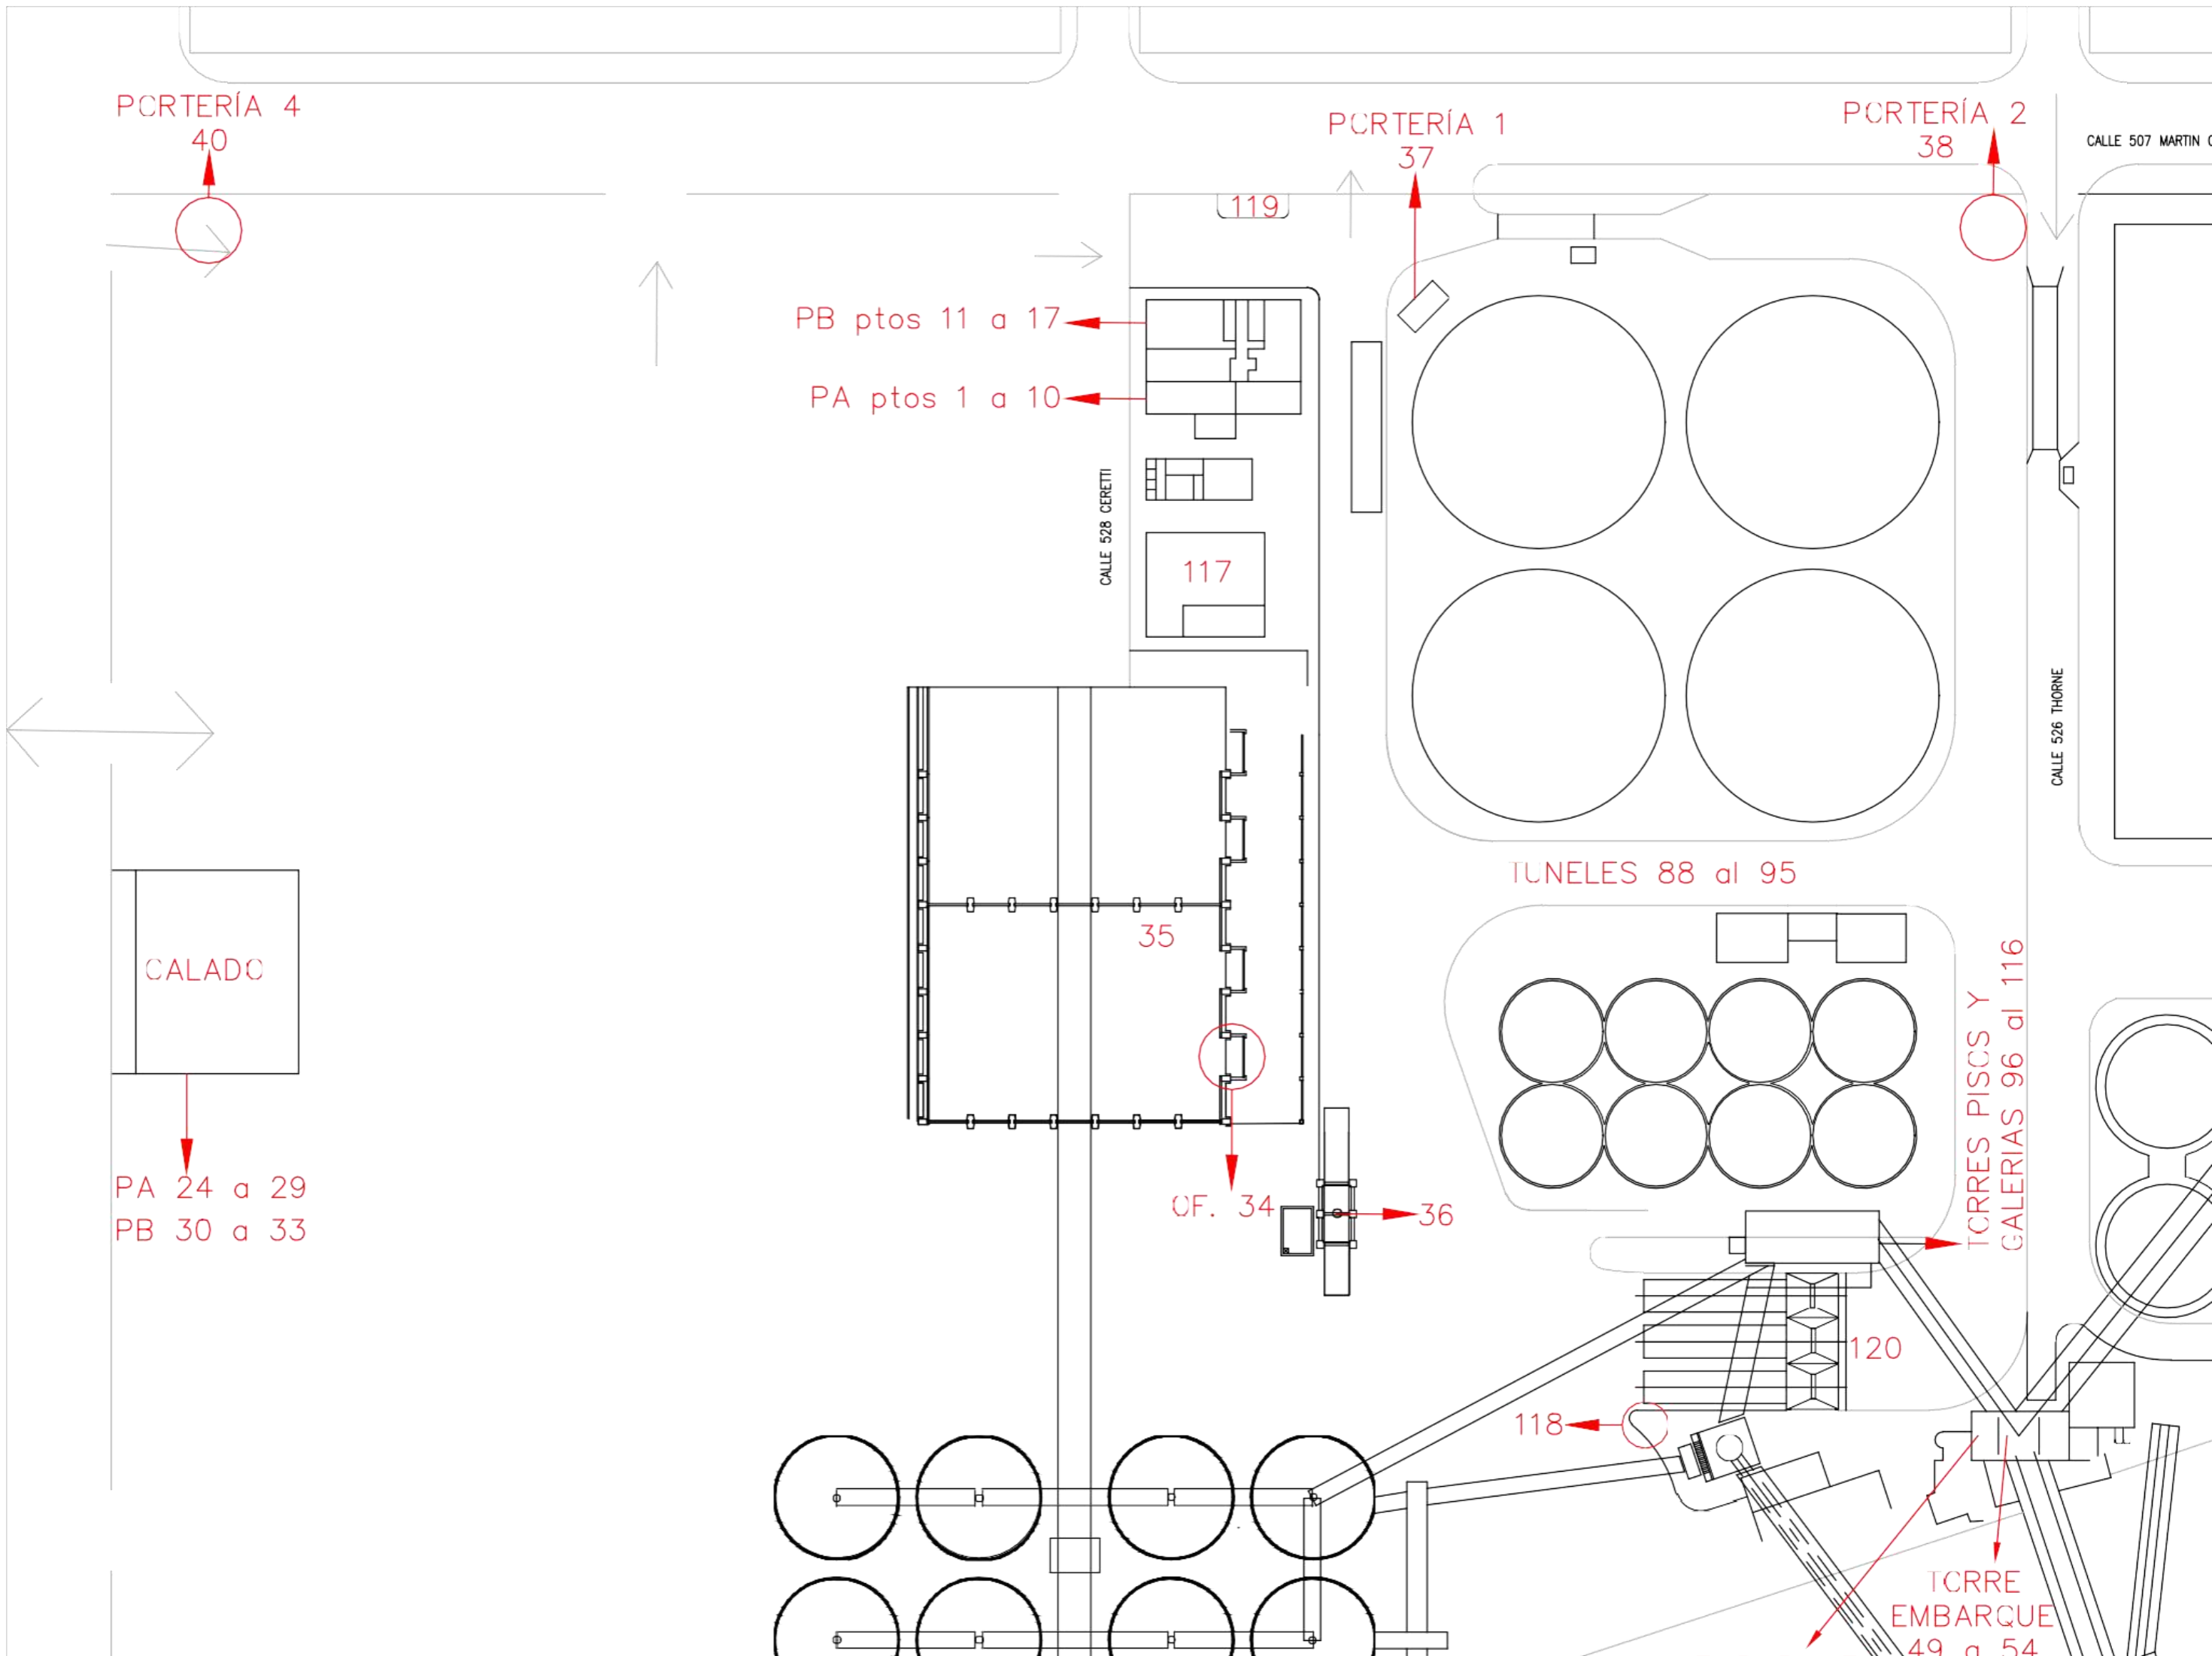 PORTERÍA 4
40
PORTERÍA 1
37
PORTERÍA 2
38
CALLE 507 MARTIN
119
PB ptos 11 a 17
PA ptos 1 a 10
CALLE 528 CERETTI
117
CALLE 526 THORNE
TUNELES 88 al 95
35
CALADO
TORRES PISOS Y
GALERIAS 96 al 116
PA 24 a 29
PB 30 a 33
OF. 34
36
120
118
TORRE
EMBARQUE
49 a 54